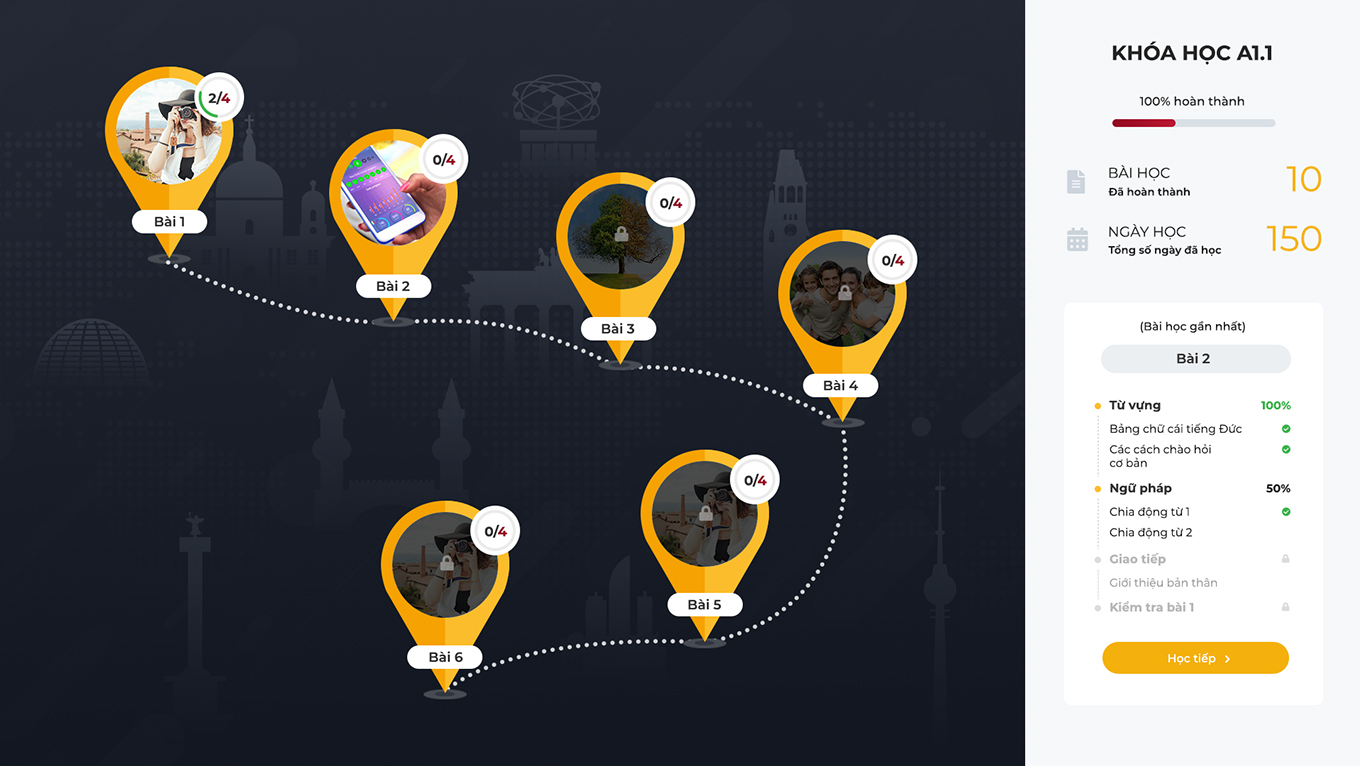 2/4
Bài 1
0/4
Bài 2
0/4
Bài 3
0/4
Bài 4
0/4
Bài 5
0/4
Bài 6
KHÓA HỌC A1.1
100% hoàn thành
BÀI HỌC 10
Đã hoàn thành
NGÀY HỌC 150
Tổng số ngày đã học
(Bài học gần nhất)
Bài 2
Từ vựng 100%
Bảng chữ cái tiếng Đức
Các cách chào hỏi
cơ bản
Ngữ pháp 50%
Chia động từ 1
Chia động từ 2
Giao tiếp
Giới thiệu bản thân
Kiểm tra bài 1
Học tiếp